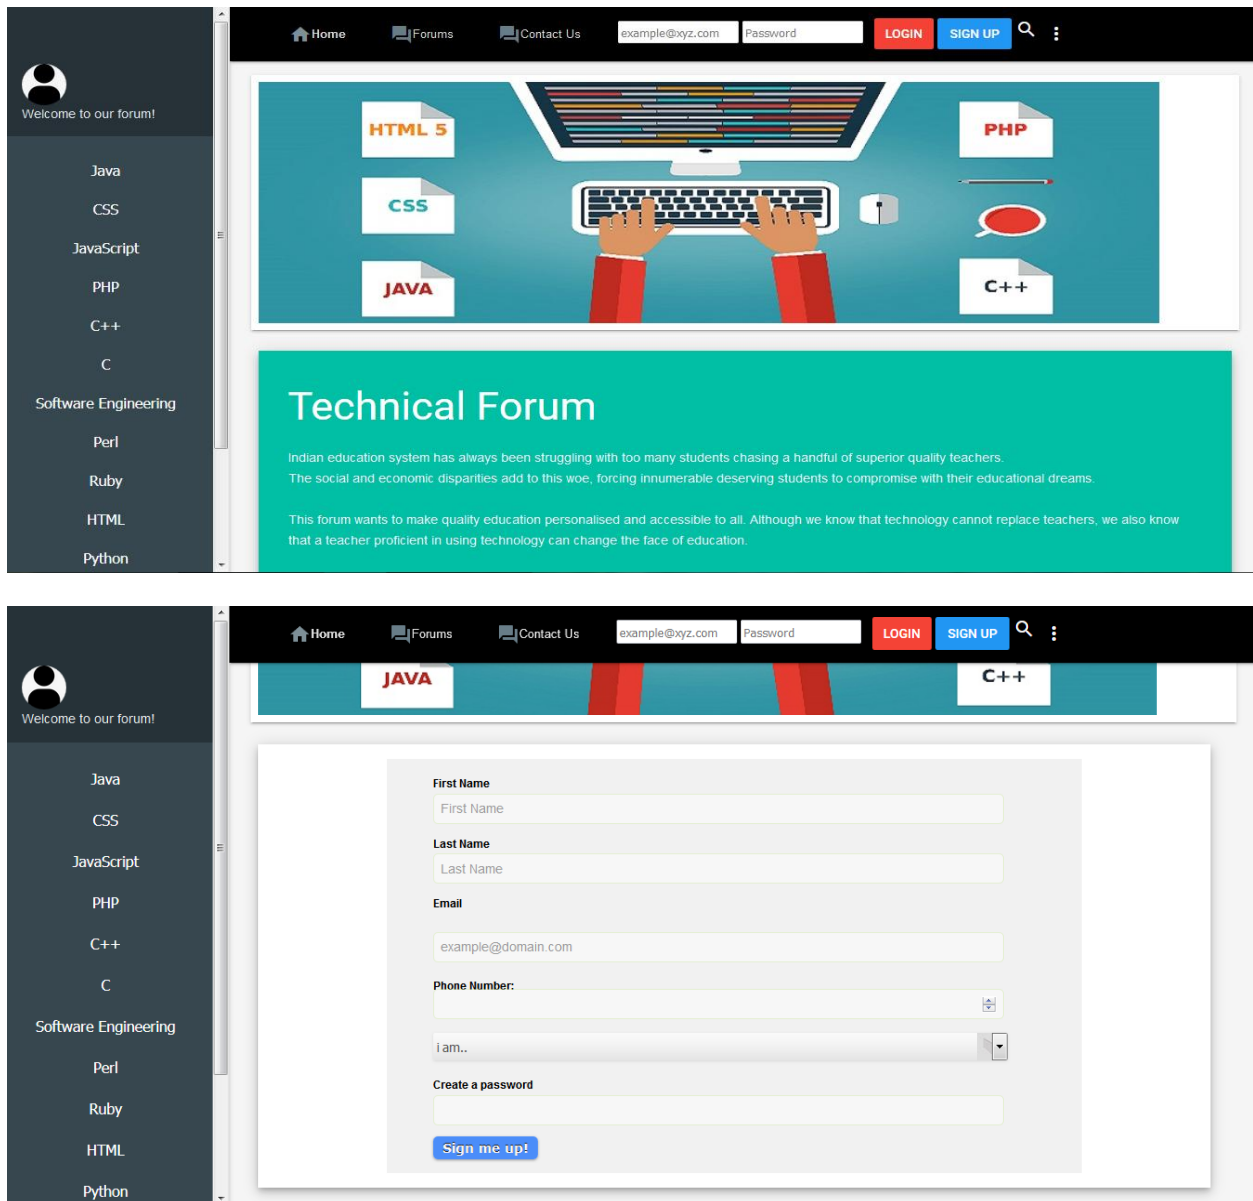 Home Forums Contact Us example@xyz.com Password LOGIN SIGN UP
Welcome to our forum!
Java
CSS
JavaScript
PHP
C++
C
Software Engineering
Perl
Ruby
HTML
Python
HTML 5
PHP
CSS
JAVA
C++
Technical Forum
Indian education system has always been struggling with too many students chasing a handful of superior quality teachers.
The social and economic disparities add to this woe, forcing innumerable deserving students to compromise with their educational dreams.
This forum wants to make quality education personalised and accessible to all. Although we know that technology cannot replace teachers, we also know
that a teacher proficient in using technology can change the face of education.
Home Forums Contact Us example@xyz.com Password LOGIN SIGN UP
Welcome to our forum!
Java
CSS
JavaScript
PHP
C++
C
Software Engineering
Perl
Ruby
HTML
Python
JAVA
C++
First Name
First Name
Last Name
Last Name
Email
example@domain.com
Phone Number:
i am..
Create a password
Sign me up!